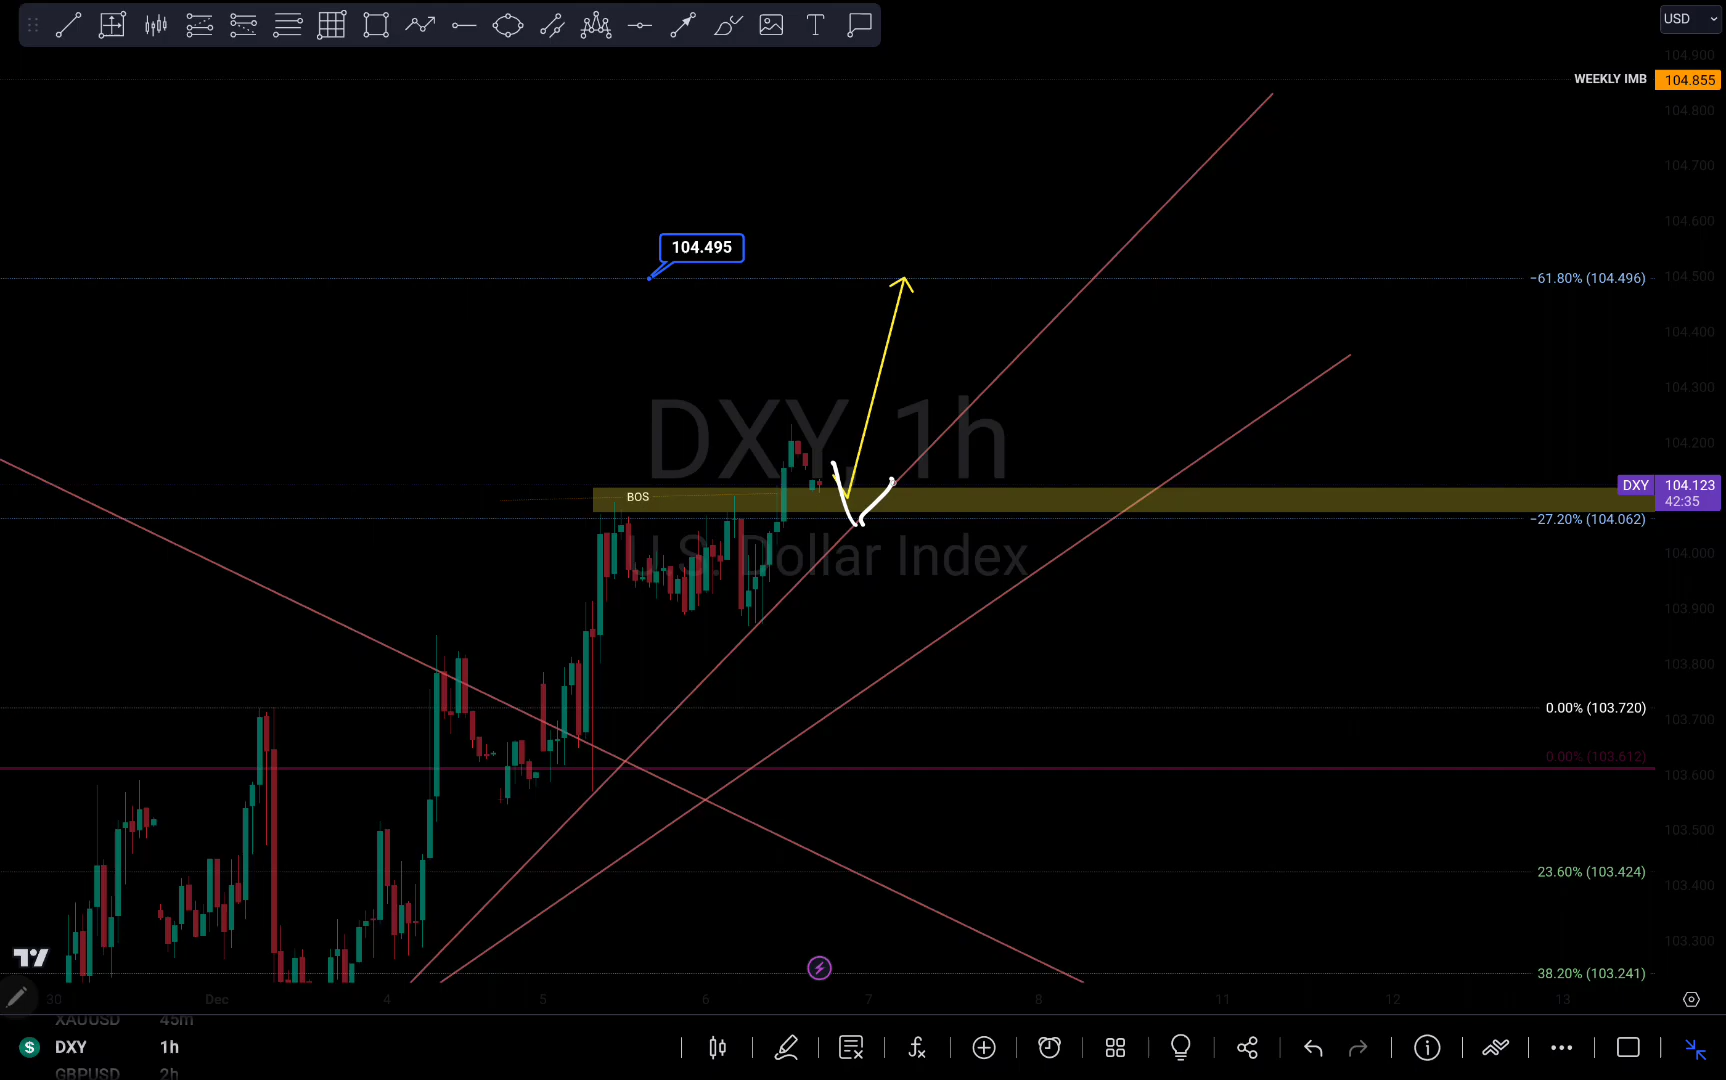 USD
104.900
WEEKLY IMB 104.855
104.800
104.700
104.600
104.495
104.500
-61.80% (104.496)
104.400
104.300
DXY, 1h
104.200
DXY 104.123
42:35
BOS
-27.20% (104.062)
U.S. Dollar Index
104.000
103.900
103.800
0.00% (103.720)
103.700
0.00% (103.612)
103.600
103.500
23.60% (103.424)
103.400
103.300
38.20% (103.241)
30 Dec 4 5 6 7 8 11 12 13
XAUUSD 45m
$ DXY 1h
GBPUSD 2h